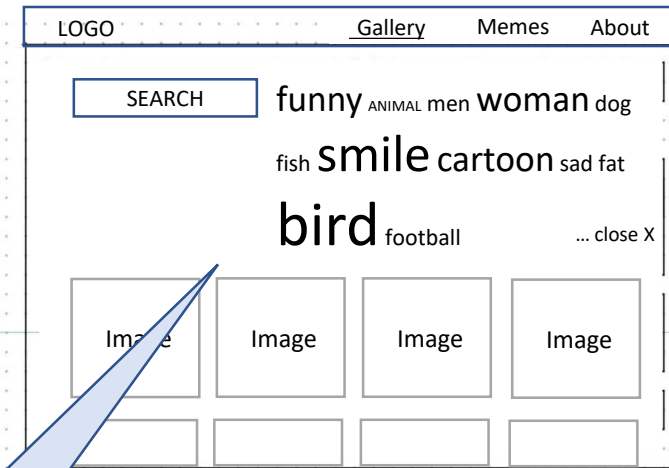 LOGO Gallery Memes About
SEARCH
funny ANIMAL men woman dog
fish smile cartoon sad fat
bird football ... close X
Image Image Image Image